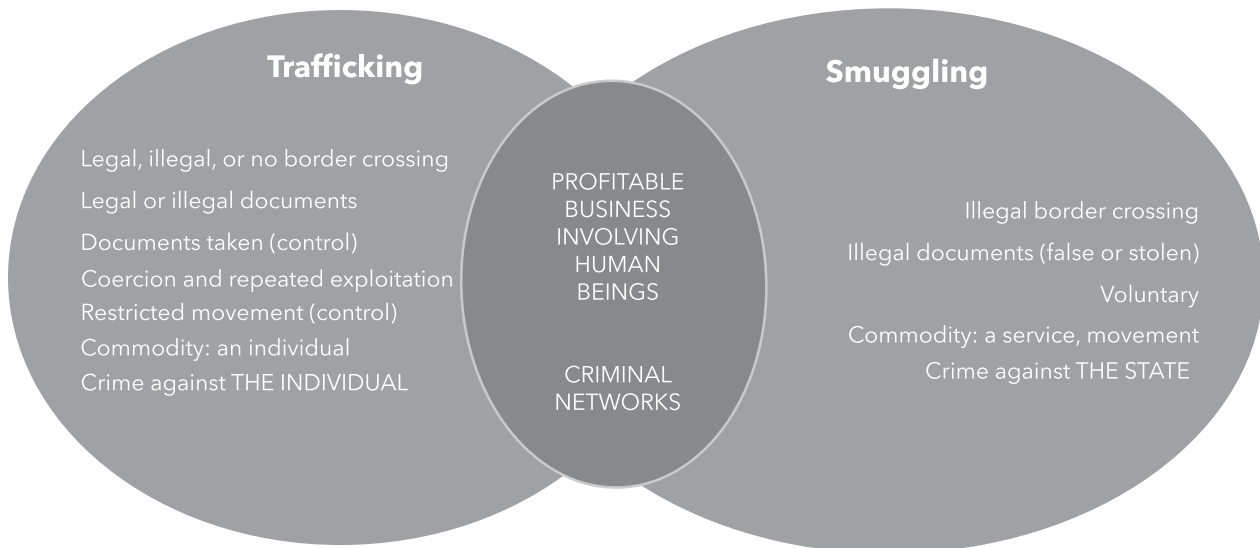 Trafficking
Legal, illegal, or no border crossing
Legal or illegal documents
Documents taken (control)
Coercion and repeated exploitation
Restricted movement (control)
Commodity: an individual
Crime against THE INDIVIDUAL
PROFITABLE
BUSINESS
INVOLVING
HUMAN
BEINGS
CRIMINAL
NETWORKS
Smuggling
Illegal border crossing
Illegal documents (false or stolen)
Voluntary
Commodity: a service, movement
Crime against THE STATE